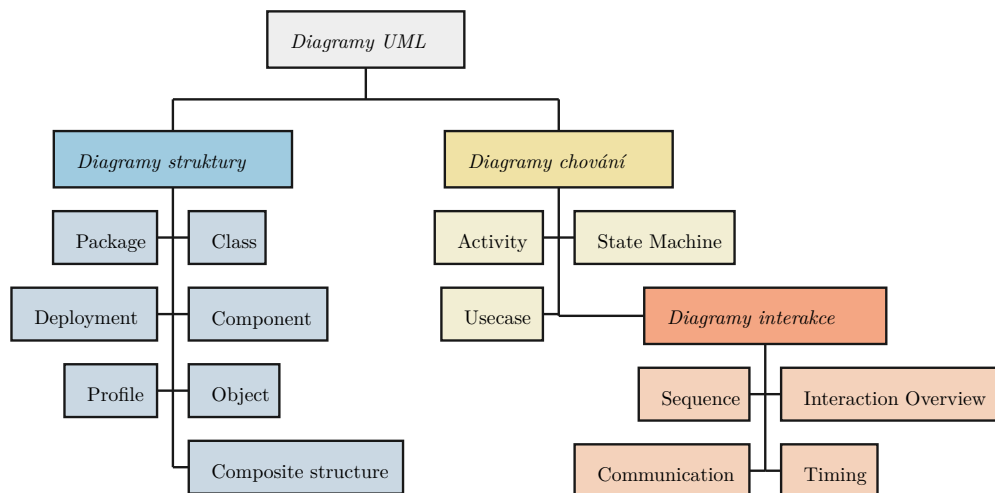 Diagramy UML
Diagramy struktury
Diagramy chování
Package
Class
Activity
State Machine
Deployment
Component
Usecase
Diagramy interakce
Profile
Object
Sequence
Interaction Overview
Composite structure
Communication
Timing